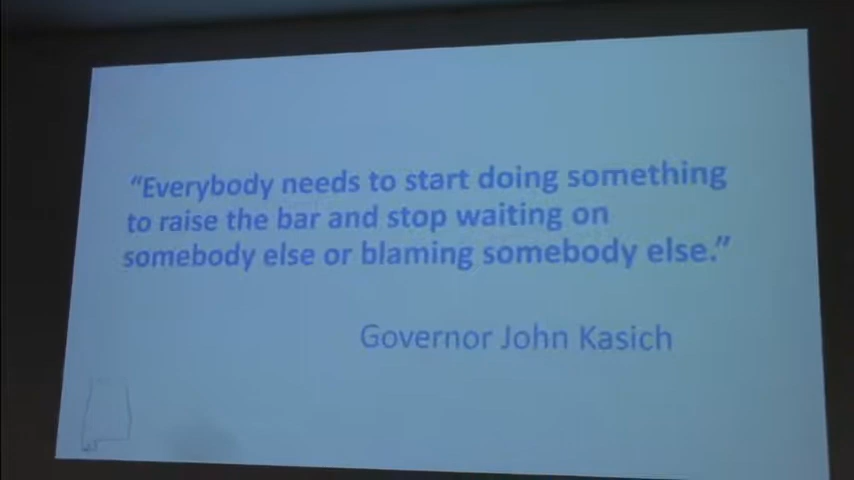 “Everybody needs to start doing something
to raise the bar and stop waiting on
somebody else or blaming somebody else.”
Governor John Kasich